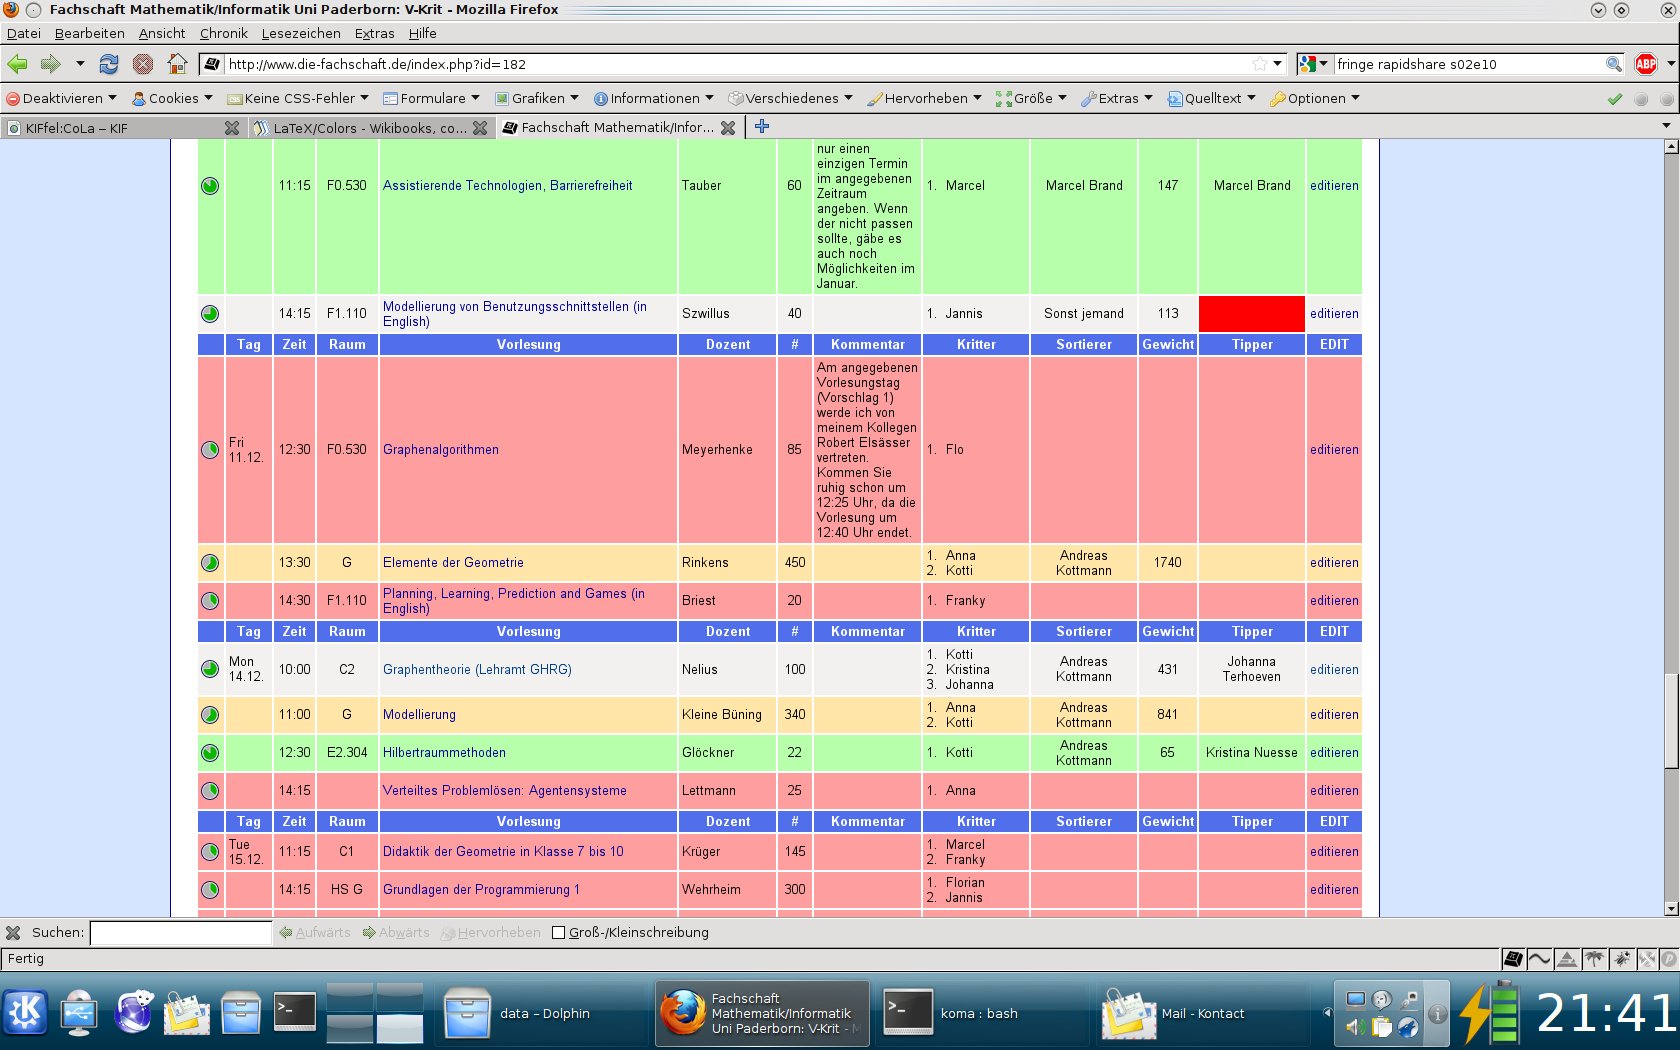 Fachschaft Mathematik/Informatik Uni Paderborn: V-Krit - Mozilla Firefox
Datei Bearbeiten Ansicht Chronik Lesezeichen Extras Hilfe
http://www.die-fachschaft.de/index.php?id=182 fringe rapidshare s02e10 ABP
Deaktivieren Cookies Keine CSS-Fehler Formulare Grafiken Informationen Verschiedenes Hervorheben Größe Extras Quelltext Optionen
KIFfel:CoLa – KIF LaTeX/Colors - Wikibooks, co... Fachschaft Mathematik/Infor...
nur einen
einzigen Termin
im angegebenen
11:15 F0.530 Assistierende Technologien, Barrierefreiheit Tauber 60 Zeitraum 1. Marcel Marcel Brand 147 Marcel Brand editieren
angeben. Wenn
der nicht passen
sollte, gäbe es
auch noch
Möglichkeiten im
Januar.
14:15 F1.110 Modellierung von Benutzungsschnittstellen (in Szwillus 40 1. Jannis Sonst jemand 113 editieren
English)
Tag Zeit Raum Vorlesung Dozent # Kommentar Kritter Sortierer Gewicht Tipper EDIT
Am angegebenen
Vorlesungstag
(Vorschlag 1)
werde ich von
meinem Kollegen
Fri 11.12. 12:30 F0.530 Graphenalgorithmen Meyerhenke 85 Robert Elsässer 1. Flo editieren
vertreten.
Kommen Sie
ruhig schon um
12:25 Uhr, da die
Vorlesung um
12:40 Uhr endet.
13:30 G Elemente der Geometrie Rinkens 450 1. Anna 2. Kotti Andreas Kottmann 1740 editieren
14:30 F1.110 Planning, Learning, Prediction and Games (in Briest 20 1. Franky editieren
English)
Tag Zeit Raum Vorlesung Dozent # Kommentar Kritter Sortierer Gewicht Tipper EDIT
Mon 14.12. 10:00 C2 Graphentheorie (Lehramt GHRG) Nelius 100 1. Kotti 2. Kristina 3. Johanna Andreas Kottmann 431 Johanna Terhoeven editieren
11:00 G Modellierung Kleine Büning 340 1. Anna 2. Kotti Andreas Kottmann 841 editieren
12:30 E2.304 Hilbertraummethoden Glöckner 22 1. Kotti Andreas Kottmann 65 Kristina Nuesse editieren
14:15 Verteiltes Problemlösen: Agentensysteme Lettmann 25 1. Anna editieren
Tag Zeit Raum Vorlesung Dozent # Kommentar Kritter Sortierer Gewicht Tipper EDIT
Tue 15.12. 11:15 C1 Didaktik der Geometrie in Klasse 7 bis 10 Krüger 145 1. Marcel 2. Franky editieren
14:15 HS G Grundlagen der Programmierung 1 Wehrheim 300 1. Florian 2. Jannis editieren
Suchen: Aufwärts Abwärts Hervorheben Groß-/Kleinschreibung
Fertig
data – Dolphin
Fachschaft
Mathematik/Informatik
Uni Paderborn: V-Krit - M
koma : bash
Mail - Kontact
21:41